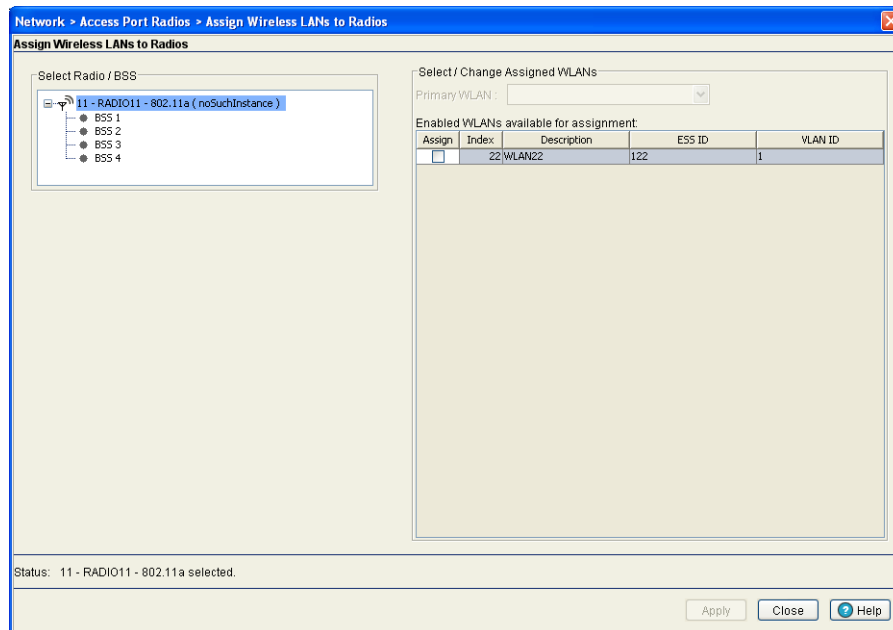 Network > Access Port Radios > Assign Wireless LANs to Radios
Assign Wireless LANs to Radios
Select Radio / BSS
11 - RADIO11 - 802.11a ( noSuchInstance )
BSS 1
BSS 2
BSS 3
BSS 4
Select / Change Assigned WLANs
Primary WLAN :
Enabled WLANs available for assignment:
Assign Index Description ESS ID VLAN ID
22 WLAN22 122 1
Status: 11 - RADIO11 - 802.11a selected.
Apply Close ? Help